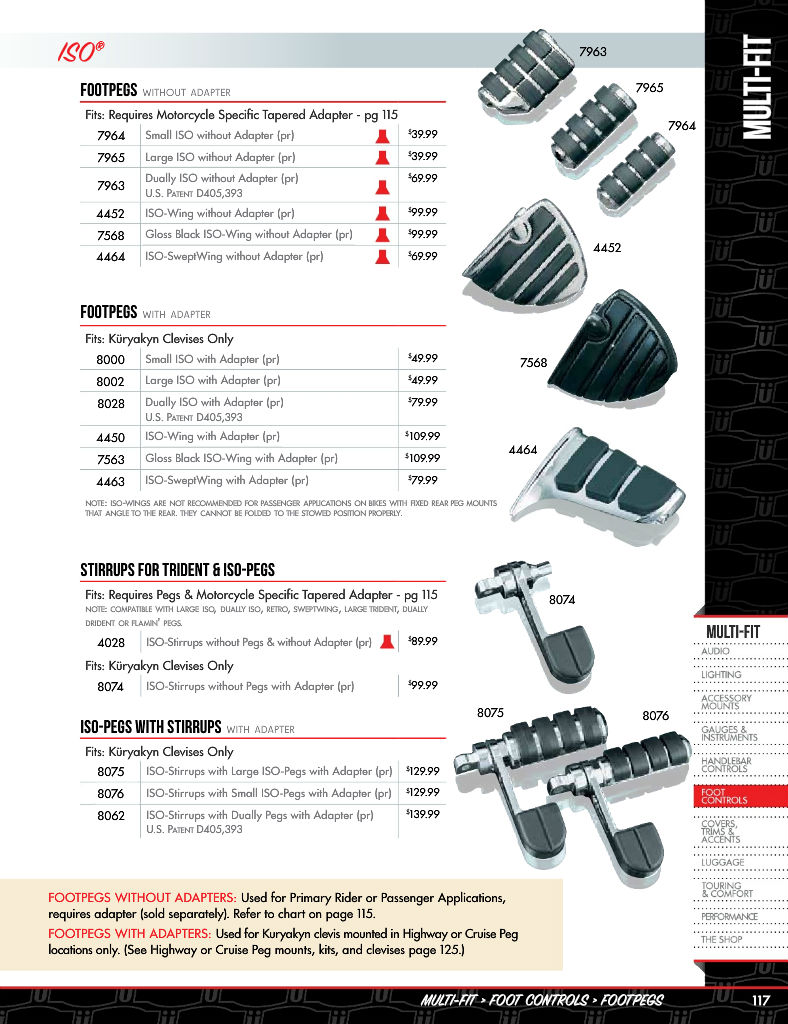 ISO®
FOOTPEGS WITHOUT ADAPTER
Fits: Requires Motorcycle Specific Tapered Adapter - pg 115
7964 Small ISO without Adapter (pr) $39.99
7965 Large ISO without Adapter (pr) $39.99
7963 Dually ISO without Adapter (pr) $69.99
U.S. PATENT D405,393
4452 ISO-Wing without Adapter (pr) $99.99
7568 Gloss Black ISO-Wing without Adapter (pr) $99.99
4464 ISO-SweptWing without Adapter (pr) $69.99
FOOTPEGS WITH ADAPTER
Fits: Küryakyn Clevises Only
8000 Small ISO with Adapter (pr) $49.99
8002 Large ISO with Adapter (pr) $49.99
8028 Dually ISO with Adapter (pr) $79.99
U.S. PATENT D405,393
4450 ISO-Wing with Adapter (pr) $109.99
7563 Gloss Black ISO-Wing with Adapter (pr) $109.99
4463 ISO-SweptWing with Adapter (pr) $79.99
NOTE: ISO-WINGS ARE NOT RECOMMENDED FOR PASSENGER APPLICATIONS ON BIKES WITH FIXED REAR PEG MOUNTS
THAT ANGLE TO THE REAR. THEY CANNOT BE FOLDED TO THE STOWED POSITION PROPERLY.
STIRRUPS FOR TRIDENT & ISO-PEGS
Fits: Requires Pegs & Motorcycle Specific Tapered Adapter - pg 115
NOTE: COMPATIBLE WITH LARGE ISO, DUALLY ISO, RETRO, SWEPTWING, LARGE TRIDENT, DUALLY
DRIDENT OR FLAMIN' PEGS.
4028 ISO-Stirrups without Pegs & without Adapter (pr) $89.99
Fits: Küryakyn Clevises Only
8074 ISO-Stirrups without Pegs with Adapter (pr) $99.99
ISO-PEGS WITH STIRRUPS WITH ADAPTER
Fits: Küryakyn Clevises Only
8075 ISO-Stirrups with Large ISO-Pegs with Adapter (pr) $129.99
8076 ISO-Stirrups with Small ISO-Pegs with Adapter (pr) $129.99
8062 ISO-Stirrups with Dually Pegs with Adapter (pr) $139.99
U.S. PATENT D405,393
FOOTPEGS WITHOUT ADAPTERS: Used for Primary Rider or Passenger Applications,
requires adapter (sold separately). Refer to chart on page 115.
FOOTPEGS WITH ADAPTERS: Used for Kuryakyn clevis mounted in Highway or Cruise Peg
locations only. (See Highway or Cruise Peg mounts, kits, and clevises page 125.)
7963
7965
7964
4452
7568
4464
8074
8075
8076
MULTI-FIT
MULTI-FIT
AUDIO
LIGHTING
ACCESSORY
MOUNTS
GAUGES &
INSTRUMENTS
HANDLEBAR
CONTROLS
FOOT
CONTROLS
COVERS,
TRIMS &
ACCENTS
LUGGAGE
TOURING
& COMFORT
PERFORMANCE
THE SHOP
MULTI-FIT > FOOT CONTROLS > FOOTPEGS
117